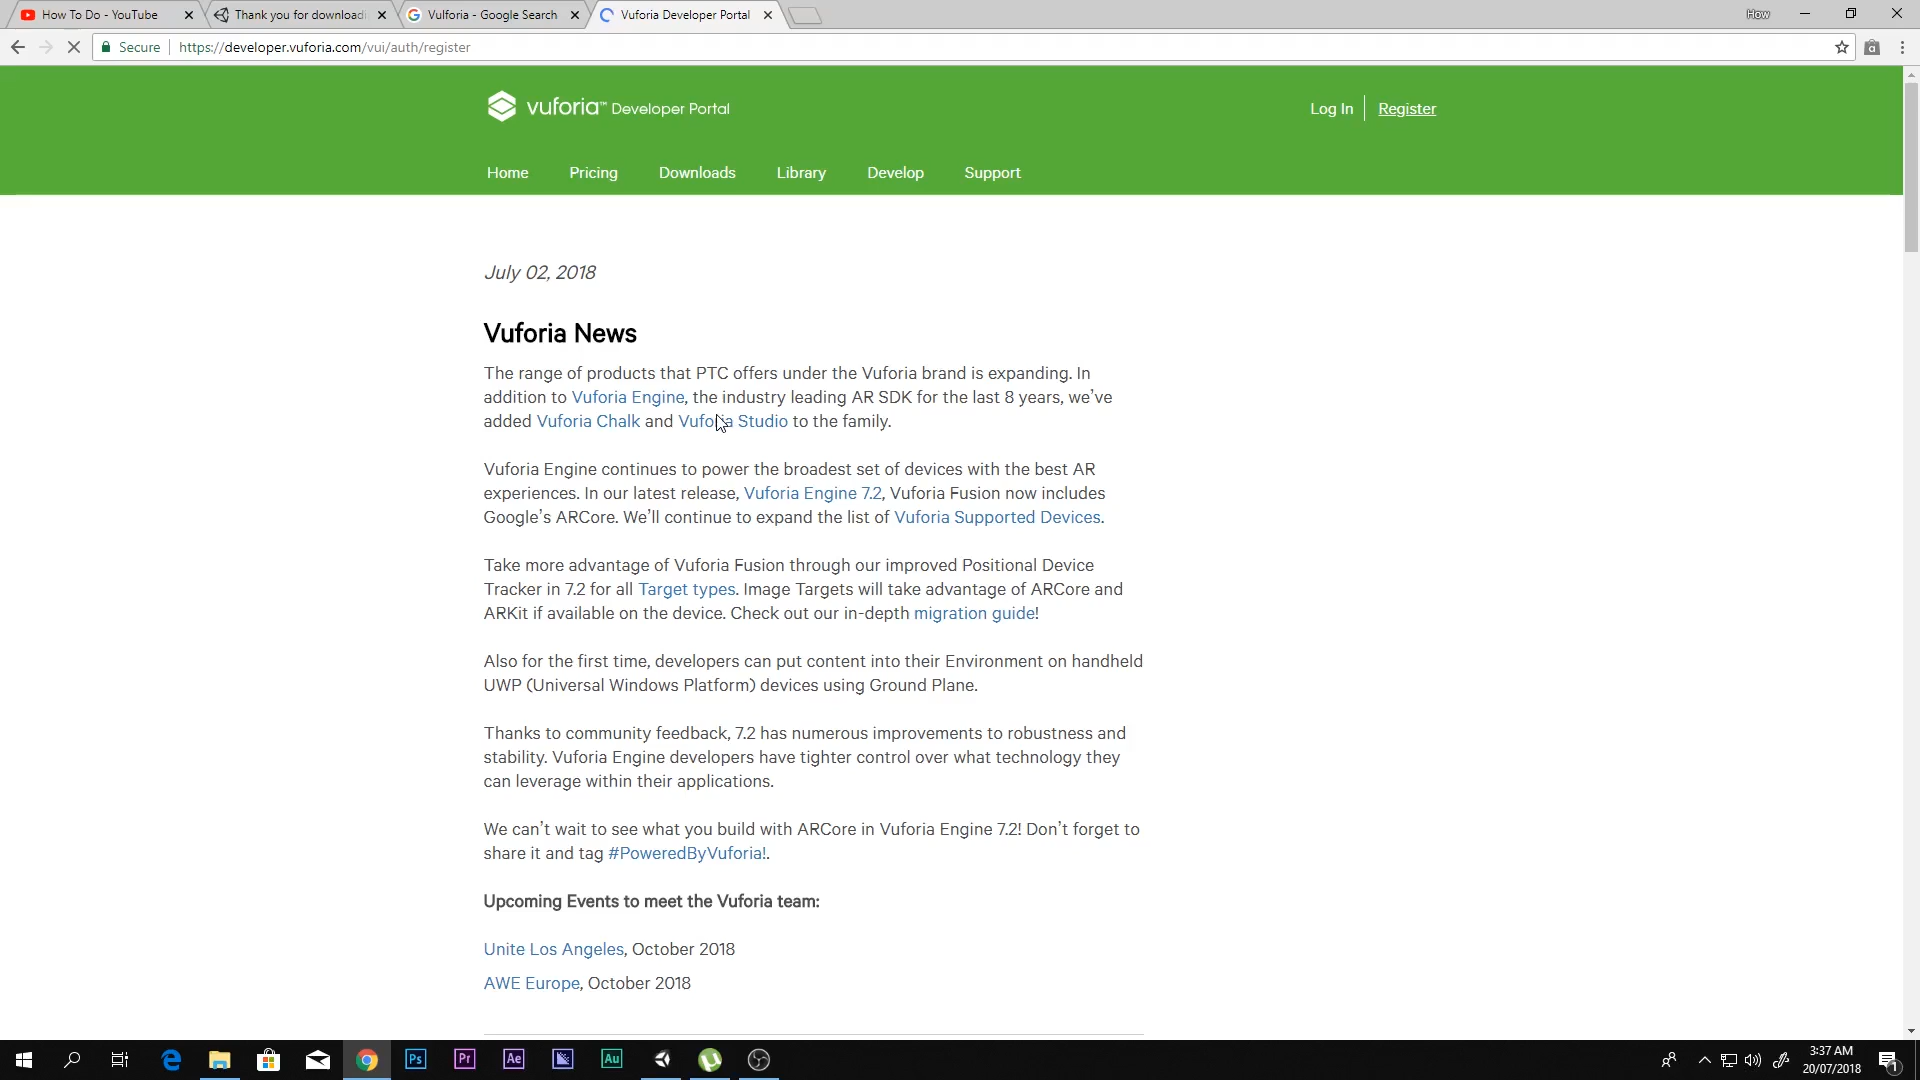 How To Do - YouTube
Thank you for downloadi
Vulforia - Google Search
Vuforia Developer Portal
How
Secure
https://developer.vuforia.com/vui/auth/register
vuforia™ Developer Portal
Log In
Register
Home
Pricing
Downloads
Library
Develop
Support
July 02, 2018
Vuforia News
The range of products that PTC offers under the Vuforia brand is expanding. In
addition to Vuforia Engine, the industry leading AR SDK for the last 8 years, we've
added Vuforia Chalk and Vuforia Studio to the family.
Vuforia Engine continues to power the broadest set of devices with the best AR
experiences. In our latest release, Vuforia Engine 7.2, Vuforia Fusion now includes
Google's ARCore. We'll continue to expand the list of Vuforia Supported Devices.
Take more advantage of Vuforia Fusion through our improved Positional Device
Tracker in 7.2 for all Target types. Image Targets will take advantage of ARCore and
ARKit if available on the device. Check out our in-depth migration guide!
Also for the first time, developers can put content into their Environment on handheld
UWP (Universal Windows Platform) devices using Ground Plane.
Thanks to community feedback, 7.2 has numerous improvements to robustness and
stability. Vuforia Engine developers have tighter control over what technology they
can leverage within their applications.
We can't wait to see what you build with ARCore in Vuforia Engine 7.2! Don't forget to
share it and tag #PoweredByVuforia!.
Upcoming Events to meet the Vuforia team:
Unite Los Angeles, October 2018
AWE Europe, October 2018
Ps
Pr
Ae
Au
3:37 AM
20/07/2018
1